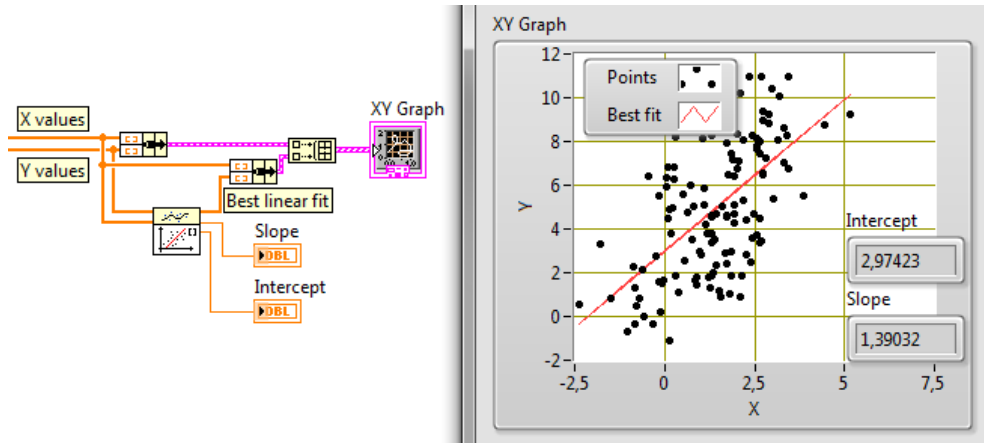 X values
Y values
Best linear fit
XY Graph
Slope
DBL
Intercept
DBL
XY Graph
Points
Best fit
12
10
8
6
4
2
0
-2
Y
-2,5
0
2,5
5
7,5
X
Intercept
2,97423
Slope
1,39032